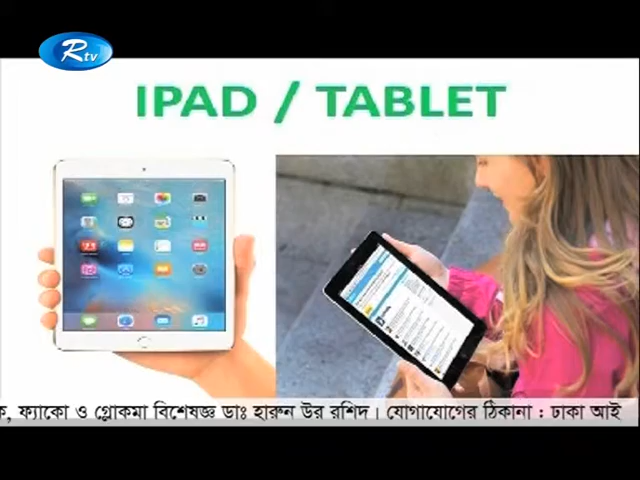 Rtv
IPAD / TABLET
ক, ফ্যাকো ও গ্লোকমা বিশেষজ্ঞ ডাঃ হারুন উর রশিদ। যোগাযোগের ঠিকানা : ঢাকা আই